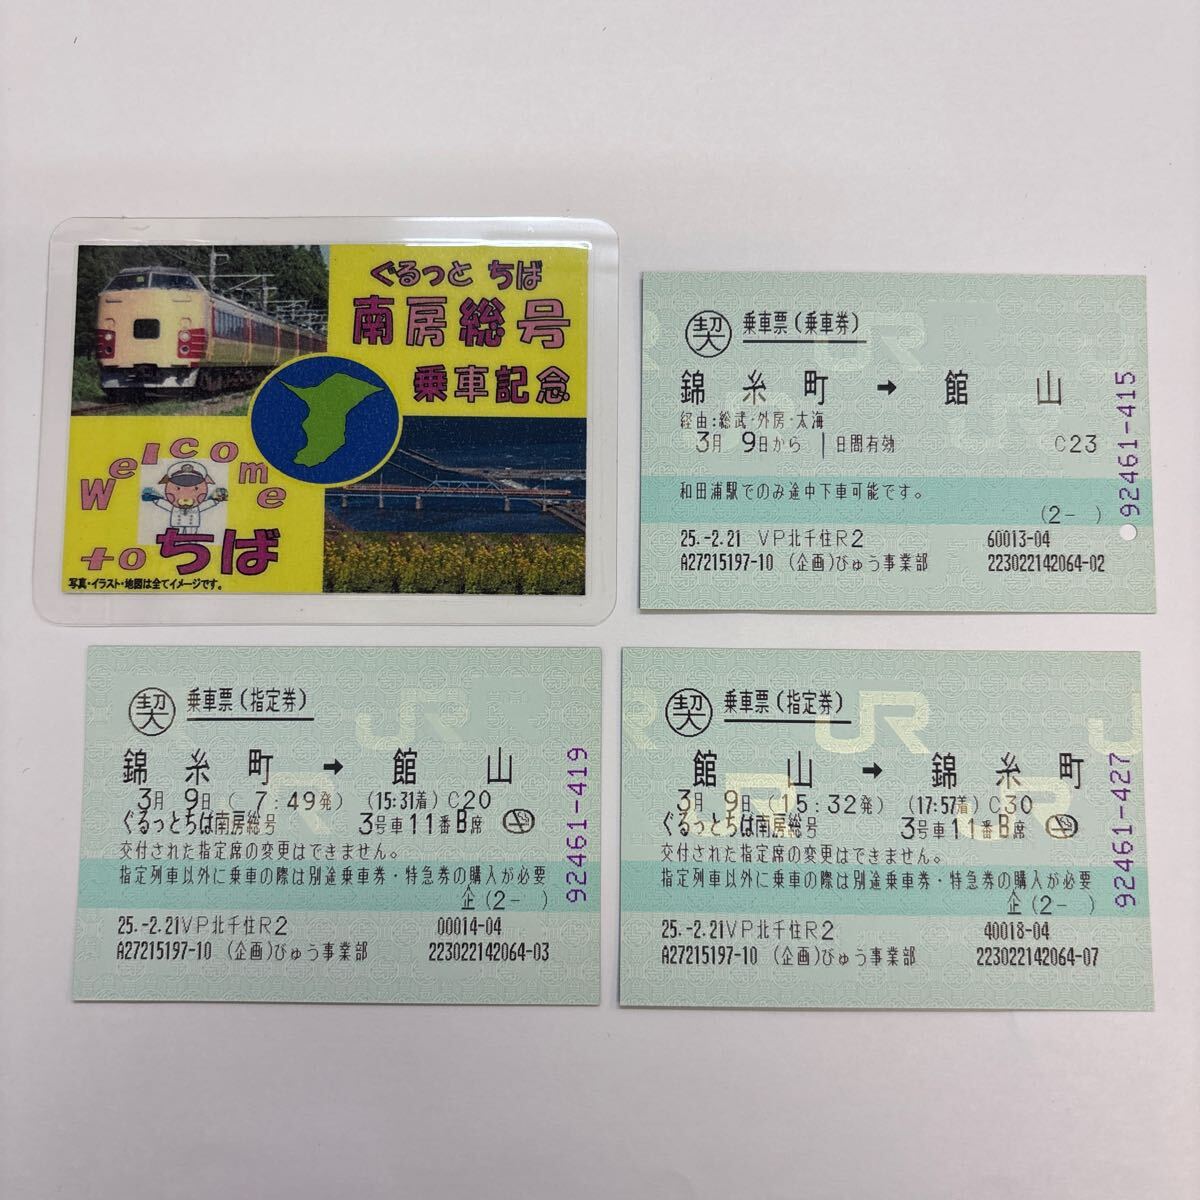 ぐるっと ちば
南房総号
乗車記念
Welcome
to ちば
写真・イラスト・地図は全てイメージです。
契 乗車票(乗車券)
錦糸町 → 館山
経由:総武・外房・太海
3月 9日から 1日間有効 C23
和田浦駅でのみ途中下車可能です。
(2- )
25.-2.21 VP北千住R2 60013-04
A27215197-10 (企画)びゅう事業部 223022142064-02
92461-415
契 乗車票(指定券)
錦糸町 → 館山
3月 9日 ( 7:49発) (15:31着) C20
ぐるっとちば南房総号 3号車11番B席
交付された指定席の変更はできません。
指定列車以外に乗車の際は別途乗車券・特急券の購入が必要
企(2- )
25.-2.21VP北千住R2 00014-04
A27215197-10 (企画)びゅう事業部 223022142064-03
92461-419
契 乗車票(指定券)
館山 → 錦糸町
3月 9日 (15:32発) (17:57着) C30
ぐるっとちば南房総号 3号車11番B席
交付された指定席の変更はできません。
指定列車以外に乗車の際は別途乗車券・特急券の購入が必要
企(2- )
25.-2.21VP北千住R2 40018-04
A27215197-10 (企画)びゅう事業部 223022142064-07
92461-427